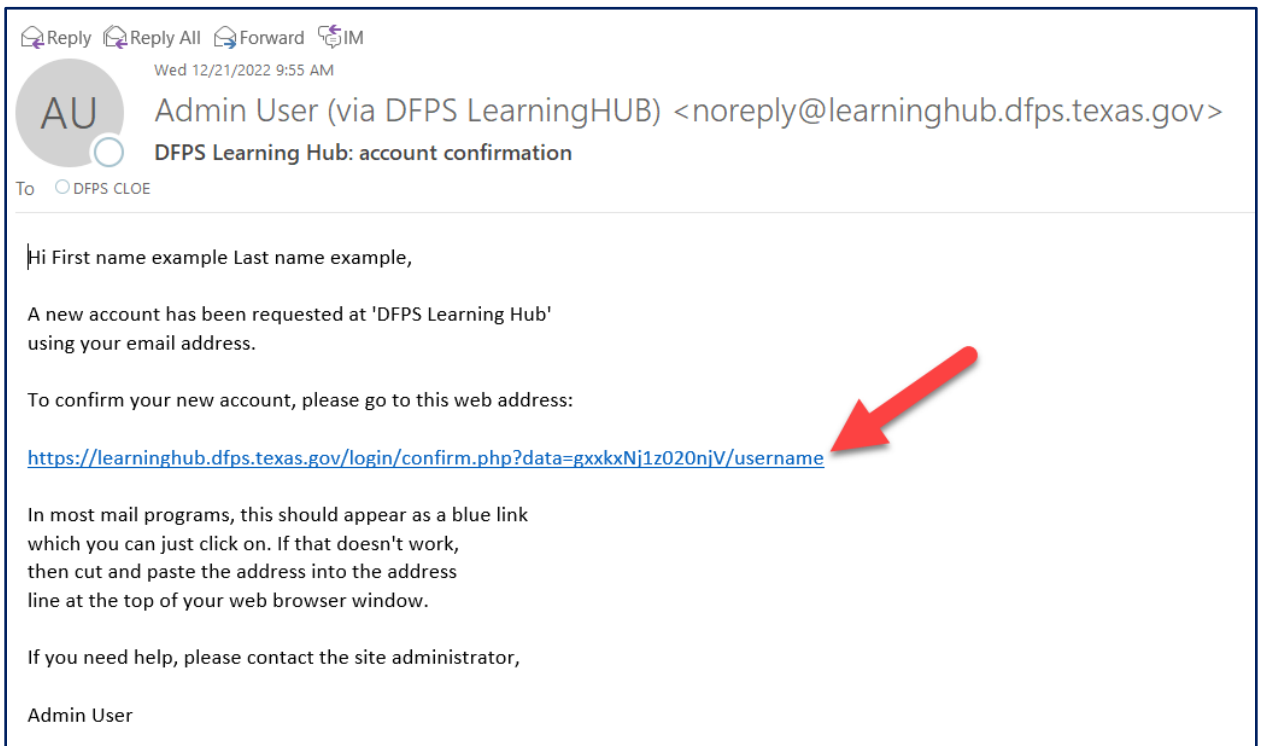 Reply Reply All Forward IM
Wed 12/21/2022 9:55 AM
AU
Admin User (via DFPS LearningHUB) <noreply@learninghub.dfps.texas.gov>
DFPS Learning Hub: account confirmation
To DFPS CLOE
Hi First name example Last name example,
A new account has been requested at 'DFPS Learning Hub'
using your email address.
To confirm your new account, please go to this web address:
https://learninghub.dfps.texas.gov/login/confirm.php?data=gxxkxNj1z020njV/username
In most mail programs, this should appear as a blue link
which you can just click on. If that doesn't work,
then cut and paste the address into the address
line at the top of your web browser window.
If you need help, please contact the site administrator,
Admin User